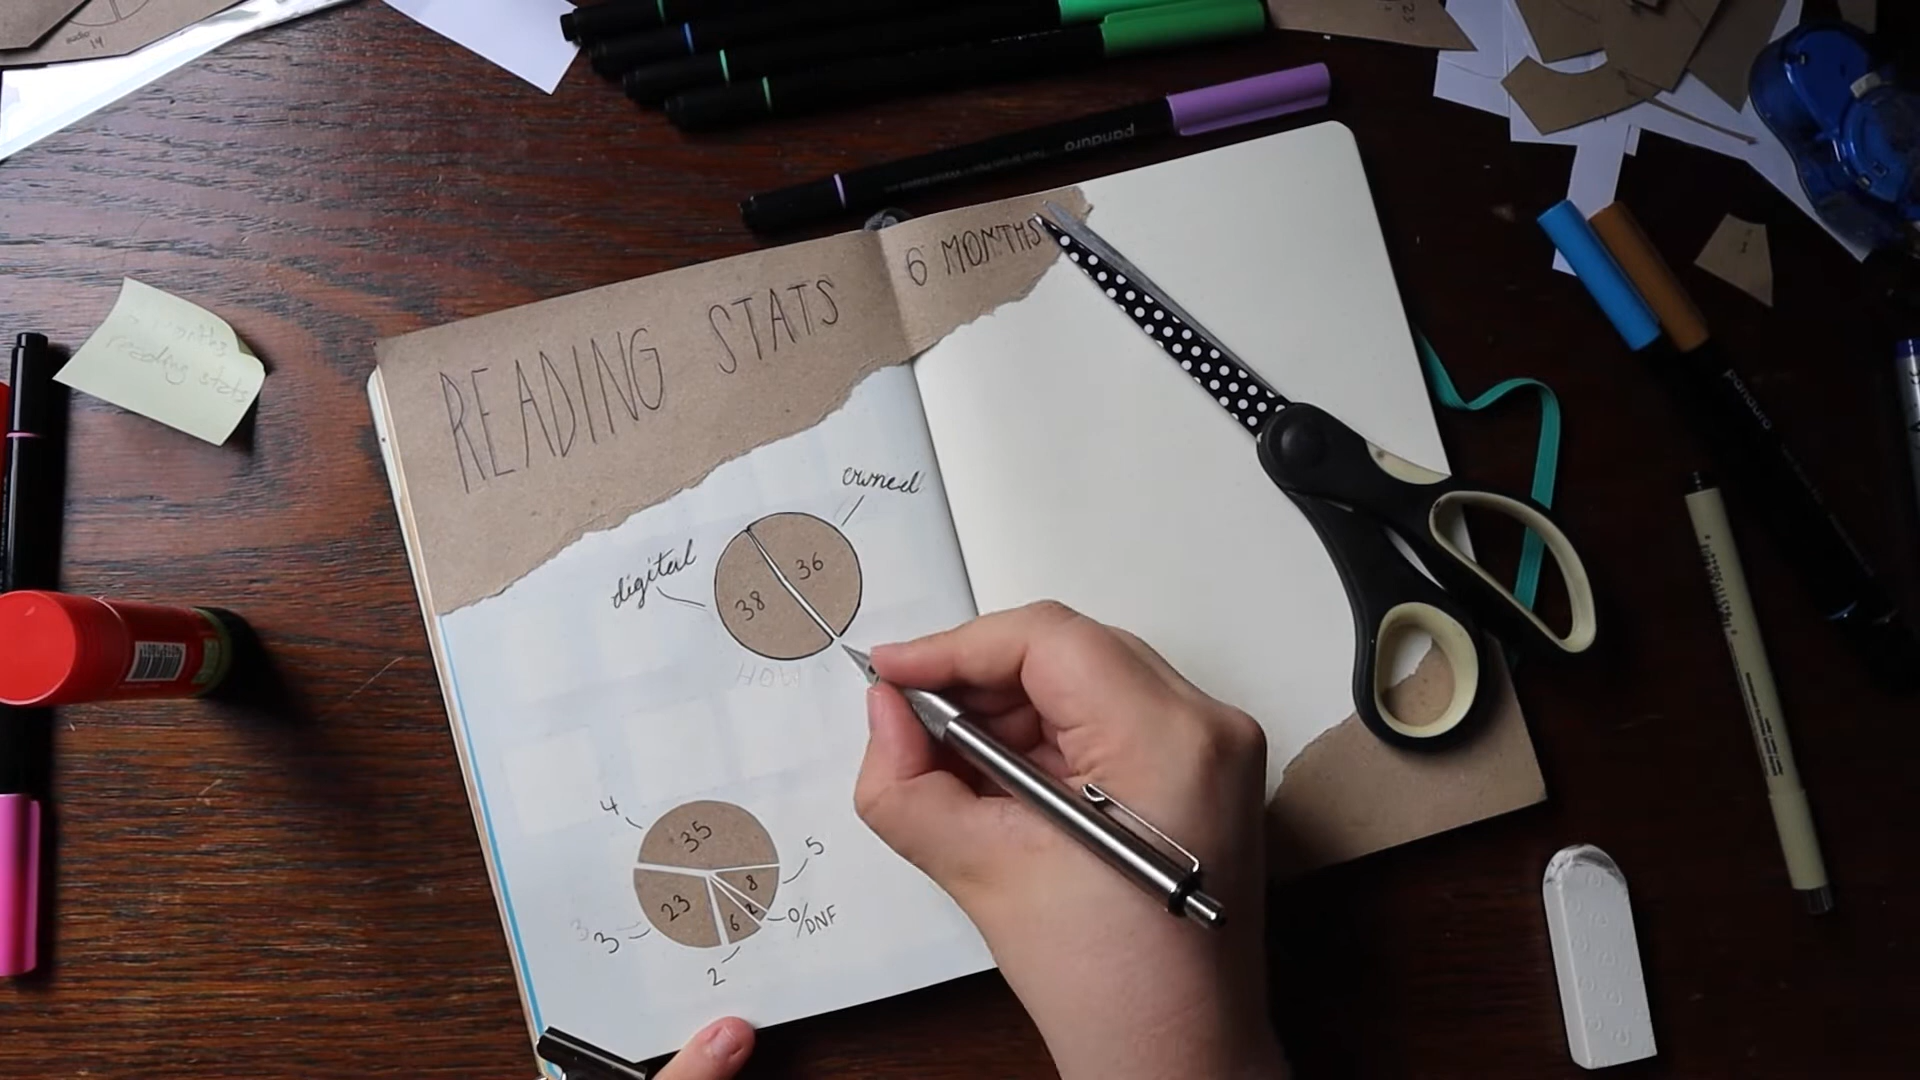 READING STATS
6 MONTHS
reading stats
owned
digital
36
38
HOW
4
35
5
8
23
2
6
3
3
O/DNF
2
panduro
panduro